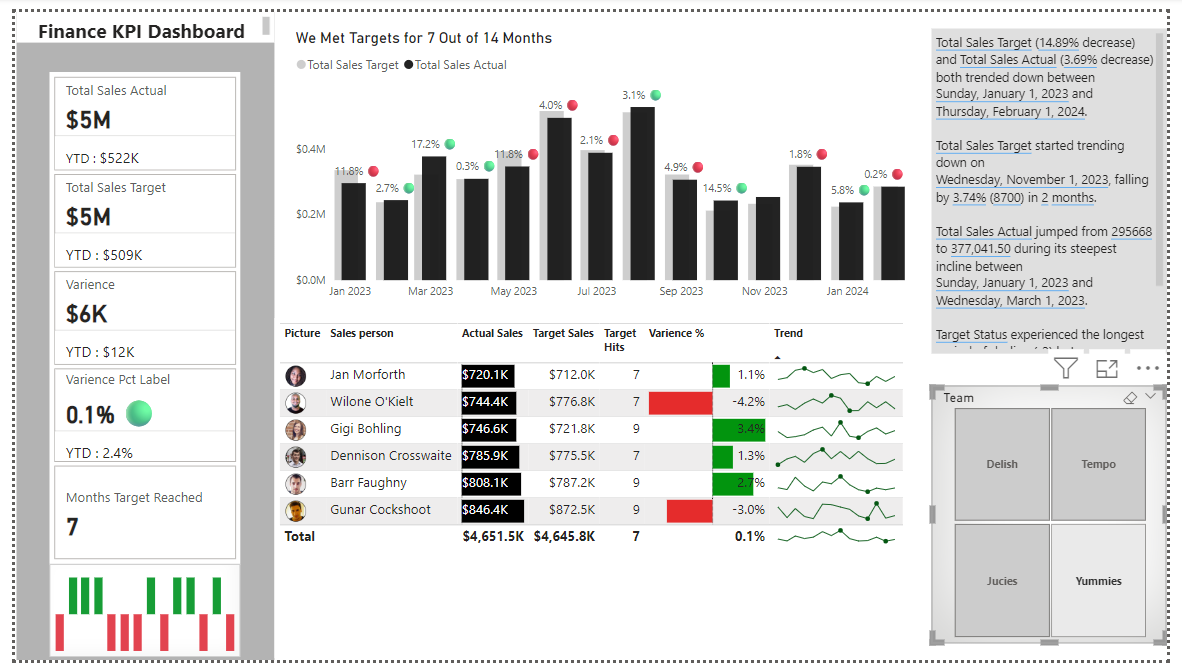 Finance KPI Dashboard
Total Sales Actual
$5M
YTD : $522K
Total Sales Target
$5M
YTD : $509K
Varience
$6K
YTD : $12K
Varience Pct Label
0.1%
YTD : 2.4%
Months Target Reached
7
We Met Targets for 7 Out of 14 Months
Total Sales Target Total Sales Actual
$0.4M
$0.2M
$0.0M
11.8% 2.7% 17.2% 0.3% 11.8% 4.0% 2.1% 3.1% 4.9% 14.5% 1.8% 5.8% 0.2%
Jan 2023 Mar 2023 May 2023 Jul 2023 Sep 2023 Nov 2023 Jan 2024
Picture Sales person Actual Sales Target Sales Target Hits Varience % Trend
Jan Morforth $720.1K $712.0K 7 1.1%
Wilone O'Kielt $744.4K $776.8K 7 -4.2%
Gigi Bohling $746.6K $721.8K 9 3.4%
Dennison Crosswaite $785.9K $775.5K 7 1.3%
Barr Faughny $808.1K $787.2K 9 2.7%
Gunar Cockshoot $846.4K $872.5K 9 -3.0%
Total $4,651.5K $4,645.8K 7 0.1%
Total Sales Target (14.89% decrease)
and Total Sales Actual (3.69% decrease)
both trended down between
Sunday, January 1, 2023 and
Thursday, February 1, 2024.
Total Sales Target started trending
down on
Wednesday, November 1, 2023, falling
by 3.74% (8700) in 2 months.
Total Sales Actual jumped from 295668
to 377,041.50 during its steepest
incline between
Sunday, January 1, 2023 and
Wednesday, March 1, 2023.
Target Status experienced the longest
Team
Delish
Tempo
Jucies
Yummies